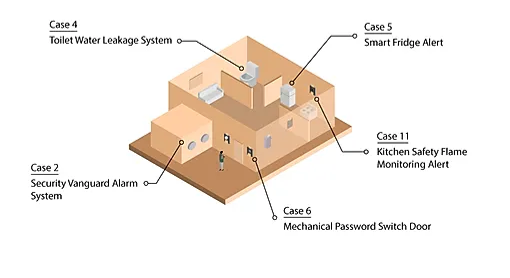 Case 4
Toilet Water Leakage System
Case 5
Smart Fridge Alert
Case 11
Kitchen Safety Flame
Monitoring Alert
Case 2
Security Vanguard Alarm
System
Case 6
Mechanical Password Switch Door